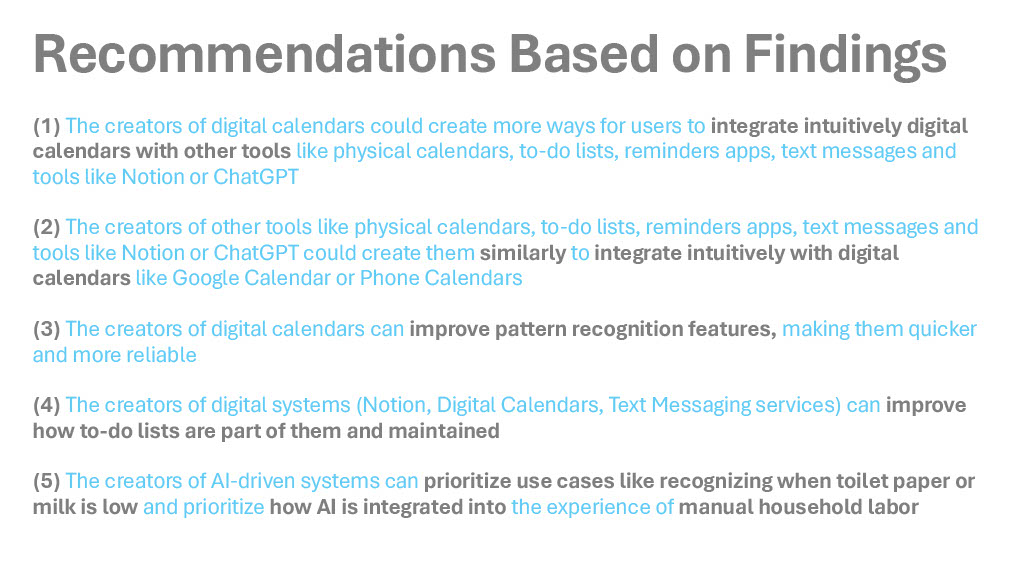 Recommendations Based on Findings
(1) The creators of digital calendars could create more ways for users to integrate intuitively digital
calendars with other tools like physical calendars, to-do lists, reminders apps, text messages and
tools like Notion or ChatGPT
(2) The creators of other tools like physical calendars, to-do lists, reminders apps, text messages and
tools like Notion or ChatGPT could create them similarly to integrate intuitively with digital
calendars like Google Calendar or Phone Calendars
(3) The creators of digital calendars can improve pattern recognition features, making them quicker
and more reliable
(4) The creators of digital systems (Notion, Digital Calendars, Text Messaging services) can improve
how to-do lists are part of them and maintained
(5) The creators of AI-driven systems can prioritize use cases like recognizing when toilet paper or
milk is low and prioritize how AI is integrated into the experience of manual household labor